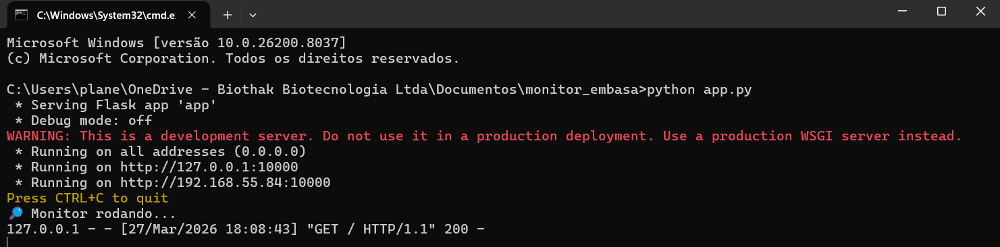 C:\Windows\System32\cmd.e
Microsoft Windows [versão 10.0.26200.8037]
(c) Microsoft Corporation. Todos os direitos reservados.
C:\Users\plane\OneDrive - Biothak Biotecnologia Ltda\Documentos\monitor_embasa>python app.py
 * Serving Flask app 'app'
 * Debug mode: off
WARNING: This is a development server. Do not use it in a production deployment. Use a production WSGI server instead.
 * Running on all addresses (0.0.0.0)
 * Running on http://127.0.0.1:10000
 * Running on http://192.168.55.84:10000
Press CTRL+C to quit
🔎 Monitor rodando...
127.0.0.1 - - [27/Mar/2026 18:08:43] "GET / HTTP/1.1" 200 -